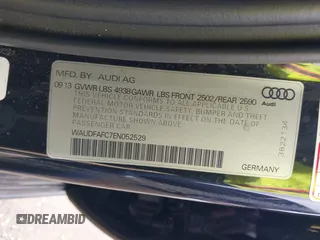 MFD. BY AUDI AG
09 13 GVWR LBS 4938 GAWR LBS FRONT 2502/REAR 2590
THIS VEHICLE CONFORMS TO ALL APPLICABLE FEDERAL
MOTOR VEHICLE SAFETY, BUMPER AND THEFT
PREVENTION STANDARDS IN EFFECT ON THE
DATE OF MANUFACTURE SHOWN ABOVE.
PASSENGER CAR
WAUDFAFC7EN052529
Audi
GERMANY
DREAMBID